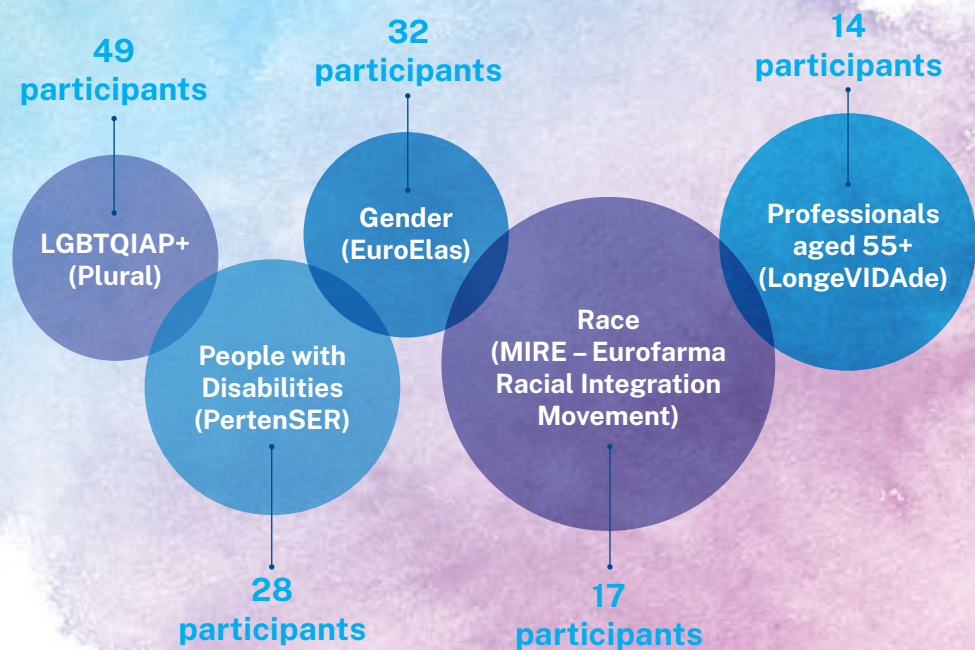 49
participants
LGBTQIAP+
(Plural)
32
participants
Gender
(EuroElas)
14
participants
Professionals
aged 55+
(LongeVIDAde)
People with
Disabilities
(PertenSER)
28
participants
Race
(MIRE – Eurofarma
Racial Integration
Movement)
17
participants